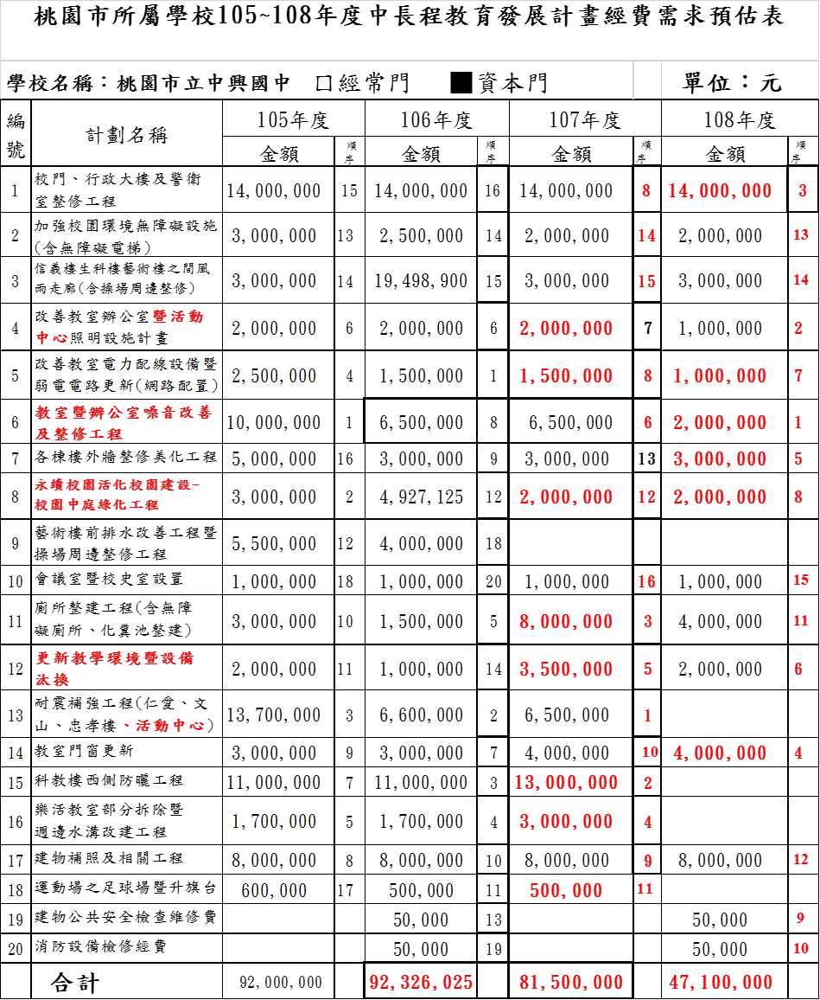 桃園市所屬學校105~108年度中長程教育發展計畫經費需求預估表
學校名稱：桃園市立中興國中 口經常門 ■資本門 單位：元
編號 計劃名稱 105年度 106年度 107年度 108年度
金額 順序 金額 順序 金額 順序 金額 順序
1 校門、行政大樓及警衛 14,000,000 15 14,000,000 16 14,000,000 8 14,000,000 3
室整修工程
2 加強校園環境無障礙設施 3,000,000 13 2,500,000 14 2,000,000 14 2,000,000 13
(含無障礙電梯)
3 信義樓生科樓藝術樓之間風 3,000,000 14 19,498,900 15 3,000,000 15 3,000,000 14
雨走廊(含操場周邊整修)
4 改善教室辦公室暨活動 2,000,000 6 2,000,000 6 2,000,000 7 1,000,000 2
中心照明設施計畫
5 改善教室電力配線設備暨 2,500,000 4 1,500,000 1 1,500,000 8 1,000,000 7
弱電電路更新(網路配置)
6 教室暨辦公室噪音改善 10,000,000 1 6,500,000 8 6,500,000 6 2,000,000 1
及整修工程
7 各棟樓外牆整修美化工程 5,000,000 16 3,000,000 9 3,000,000 13 3,000,000 5
8 永續校園活化校園建設- 3,000,000 2 4,927,125 12 2,000,000 12 2,000,000 8
校園中庭綠化工程
9 藝術樓前排水改善工程暨 5,500,000 12 4,000,000 18
操場周邊整修工程
10 會議室暨校史室設置 1,000,000 18 1,000,000 20 1,000,000 16 1,000,000 15
11 廁所整建工程(含無障 3,000,000 10 1,500,000 5 8,000,000 3 4,000,000 11
礙廁所、化糞池整建)
12 更新教學環境暨設備 2,000,000 11 1,000,000 14 3,500,000 5 2,000,000 6
汰換
13 耐震補強工程(仁愛、文 13,700,000 3 6,600,000 2 6,500,000 1
山、忠孝樓、活動中心)
14 教室門窗更新 3,000,000 9 3,000,000 7 4,000,000 10 4,000,000 4
15 科教樓西側防曬工程 11,000,000 7 11,000,000 3 13,000,000 2
16 樂活教室部分拆除暨 1,700,000 5 1,700,000 4 3,000,000 4
週邊水溝改建工程
17 建物補照及相關工程 8,000,000 8 8,000,000 10 8,000,000 9 8,000,000 12
18 運動場之足球場暨升旗台 600,000 17 500,000 11 500,000 11
19 建物公共安全檢查維修費 50,000 13 50,000 9
20 消防設備檢修經費 50,000 19 50,000 10
合計 92,000,000 92,326,025 81,500,000 47,100,000